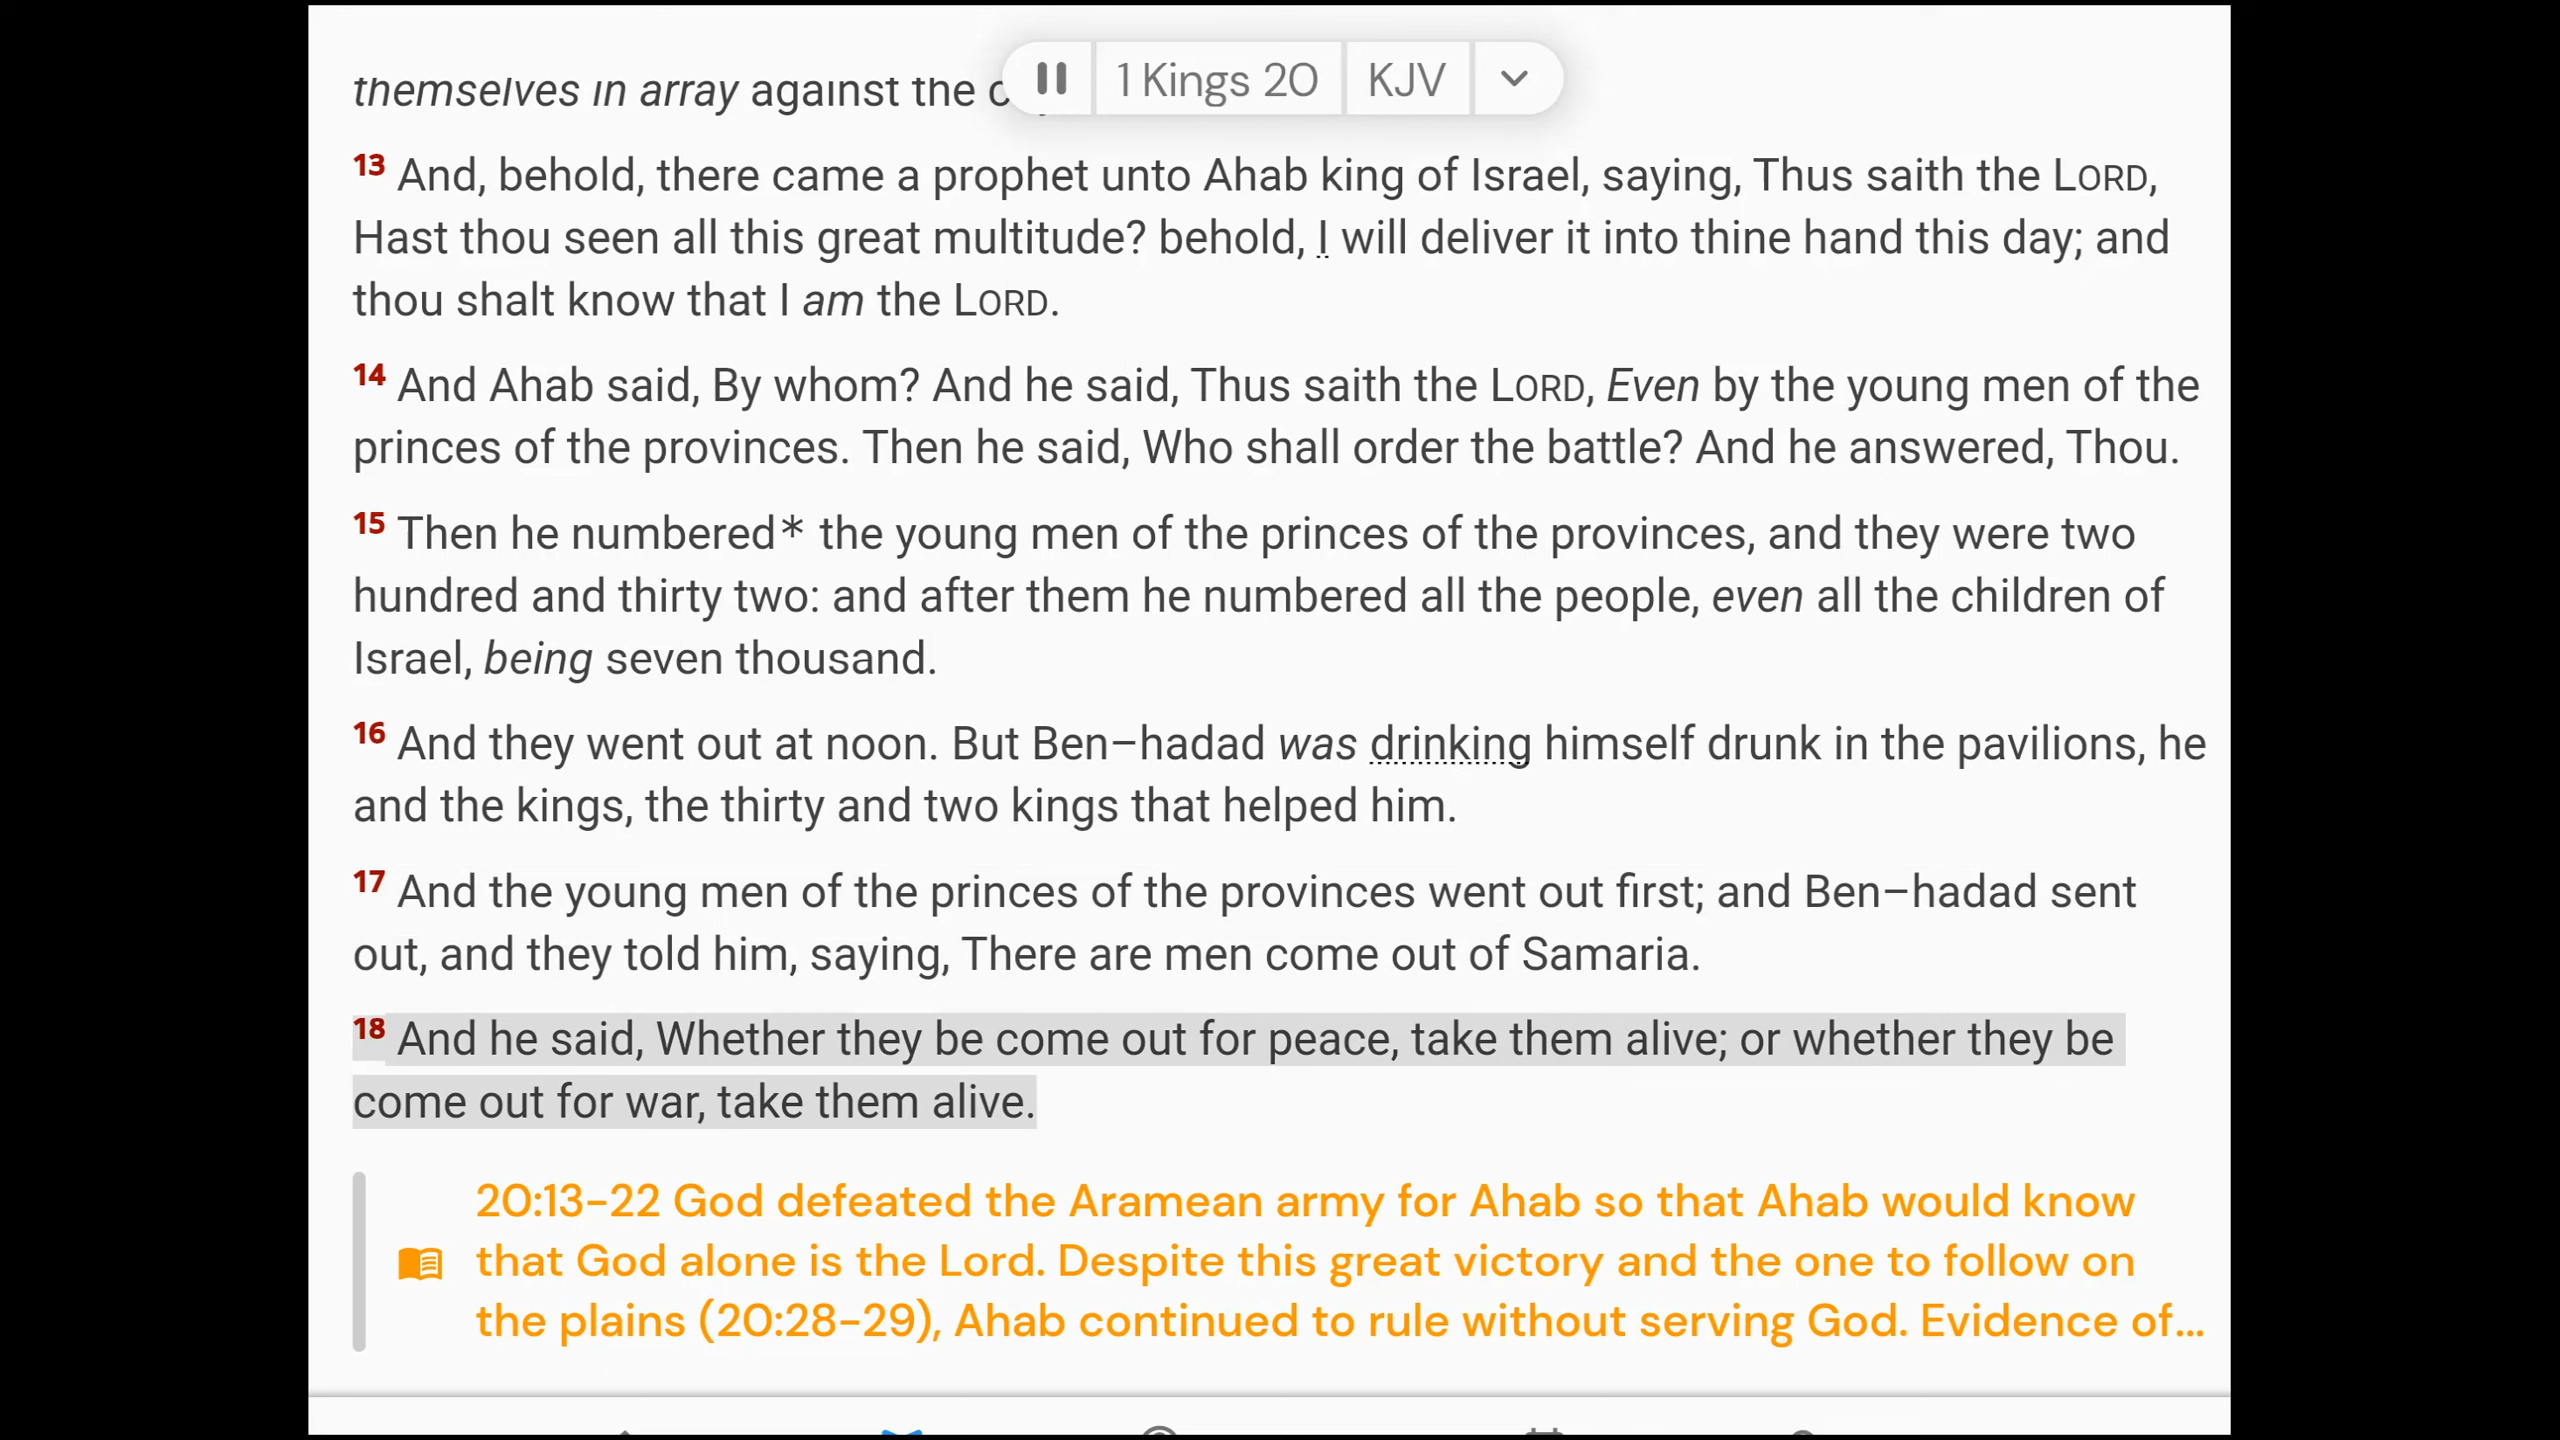 1 Kings 20 KJV
themselves in array against the
13 And, behold, there came a prophet unto Ahab king of Israel, saying, Thus saith the LORD,
Hast thou seen all this great multitude? behold, I will deliver it into thine hand this day; and
thou shalt know that I am the LORD.
14 And Ahab said, By whom? And he said, Thus saith the LORD, Even by the young men of the
princes of the provinces. Then he said, Who shall order the battle? And he answered, Thou.
15 Then he numbered* the young men of the princes of the provinces, and they were two
hundred and thirty two: and after them he numbered all the people, even all the children of
Israel, being seven thousand.
16 And they went out at noon. But Ben–hadad was drinking himself drunk in the pavilions, he
and the kings, the thirty and two kings that helped him.
17 And the young men of the princes of the provinces went out first; and Ben–hadad sent
out, and they told him, saying, There are men come out of Samaria.
18 And he said, Whether they be come out for peace, take them alive; or whether they be
come out for war, take them alive.
20:13–22 God defeated the Aramean army for Ahab so that Ahab would know
that God alone is the Lord. Despite this great victory and the one to follow on
the plains (20:28–29), Ahab continued to rule without serving God. Evidence of...